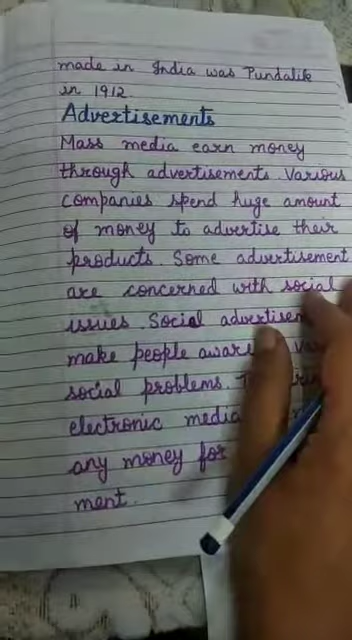 made in India was Pundalik
in 1912.
Advertisements
Mass media earn money
through advertisements. Various
companies spend huge amount
of money to advertise their
products. Some advertisement
are concerned with social
issues. Social
make people aware
social problems.
electronic media
any money for
ment.